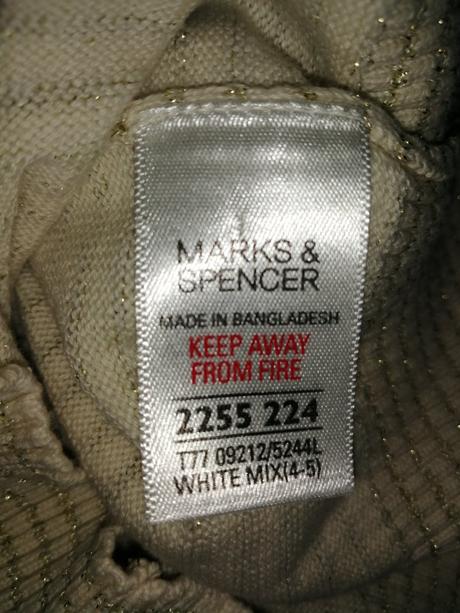 MARKS &
SPENCER
MADE IN BANGLADESH
KEEP AWAY
FROM FIRE
2255 224
T77 09212/5244L
WHITE MIX(4-5)